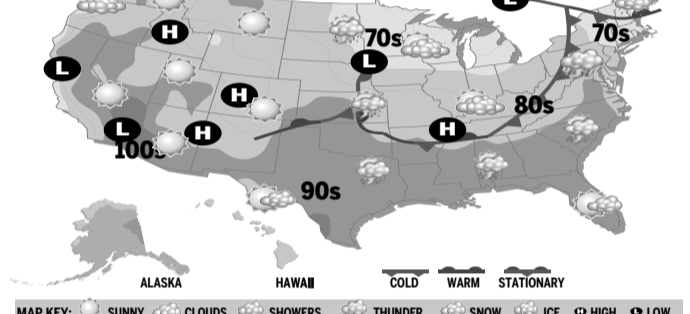 L
70s
H
70s
L
L
H
80s
L
H
H
100s
90s
ALASKA
HAWAII
COLD
WARM
STATIONARY
MAP KEY: SUNNY CLOUDS SHOWERS THUNDER SNOW ICE H HIGH L LOW